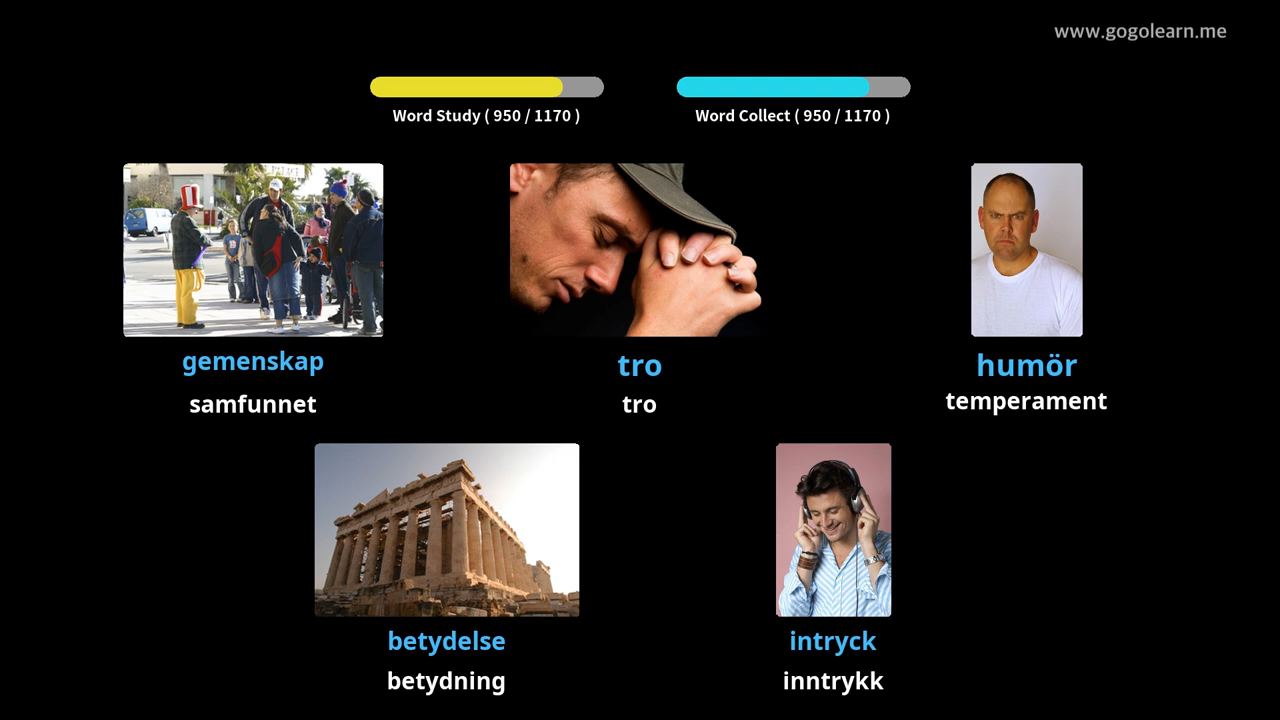 www.gogolearn.me
Word Study ( 950 / 1170 )
Word Collect ( 950 / 1170 )
gemenskap
samfunnet
tro
tro
humör
temperament
betydelse
betydning
intryck
inntrykk